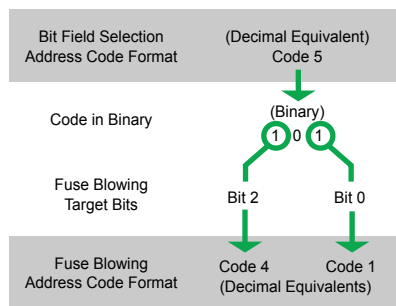 Bit Field Selection
Address Code Format
(Decimal Equivalent)
Code 5
Code in Binary
(Binary)
1 0 1
Fuse Blowing
Target Bits
Bit 2
Bit 0
Fuse Blowing
Address Code Format
Code 4
Code 1
(Decimal Equivalents)